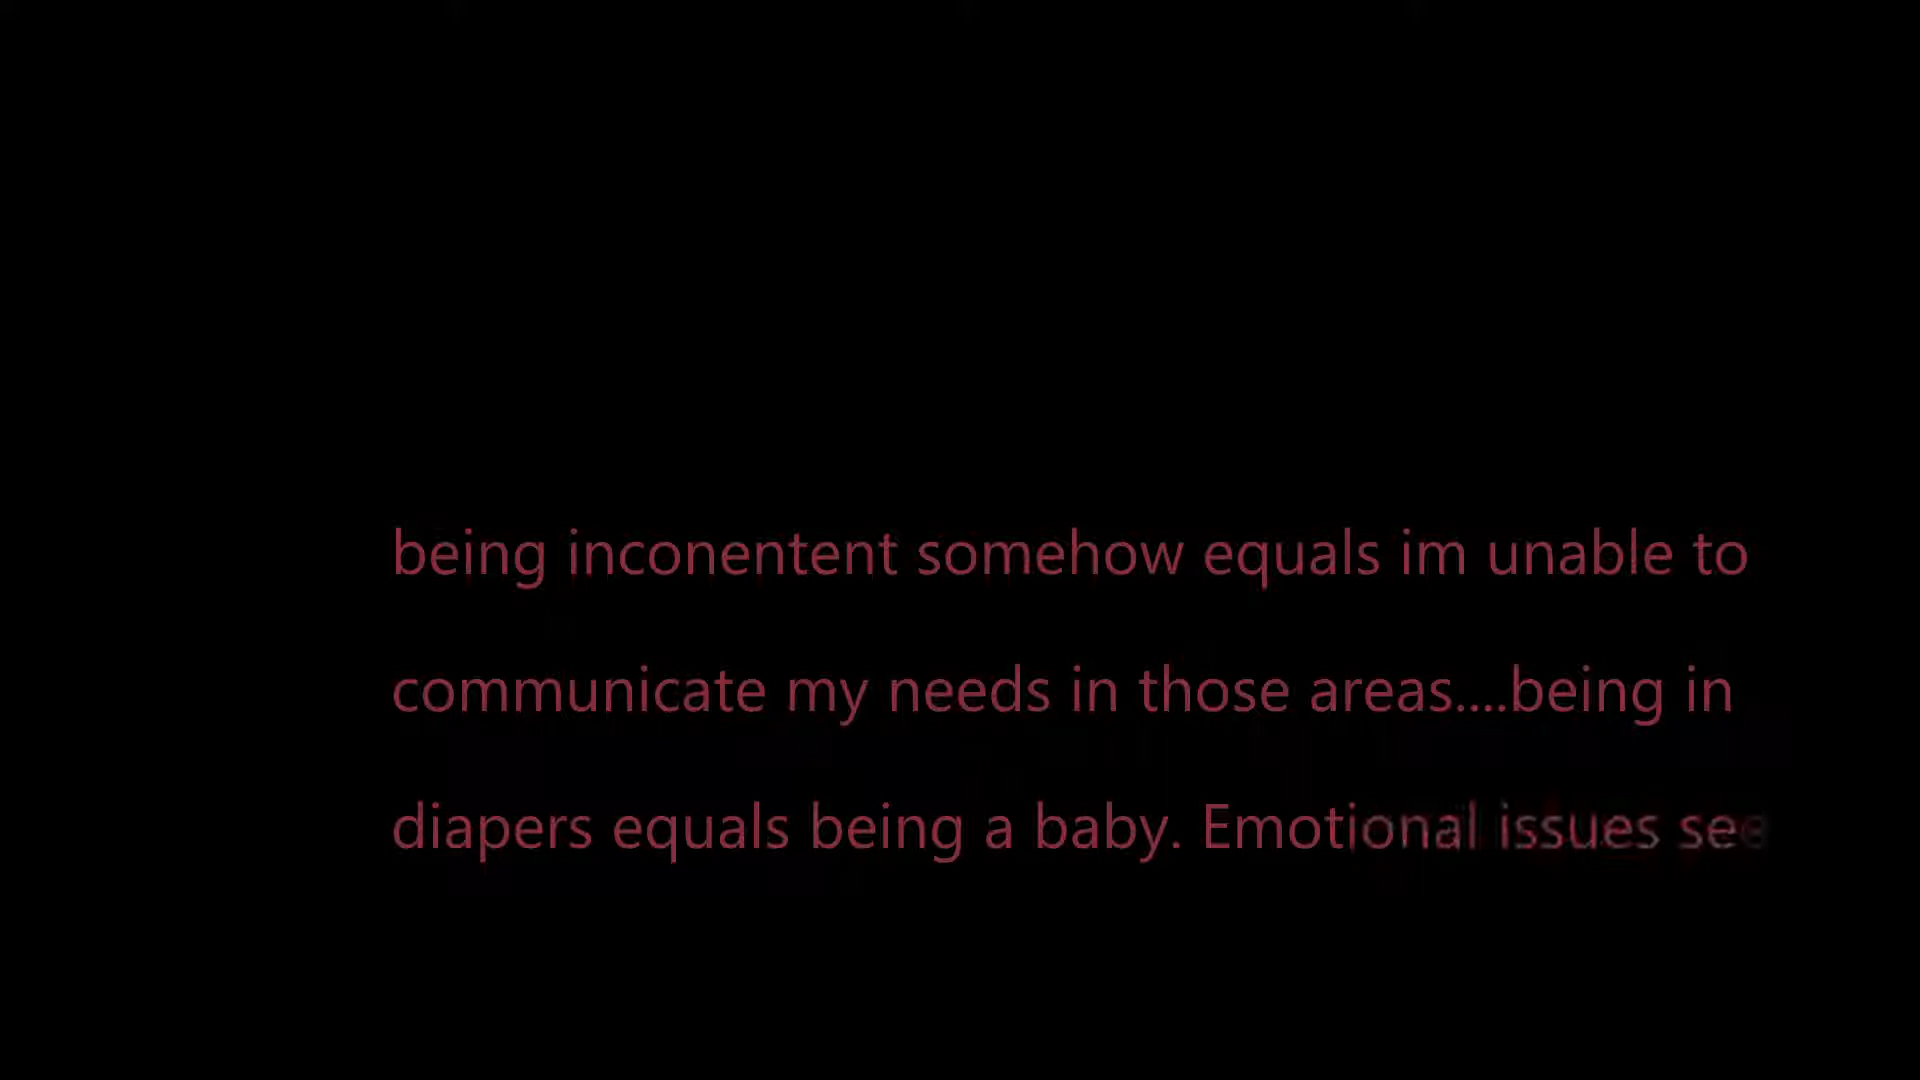 being inconentent somehow equals im unable to
communicate my needs in those areas....being in
diapers equals being a baby. Emotional issues see